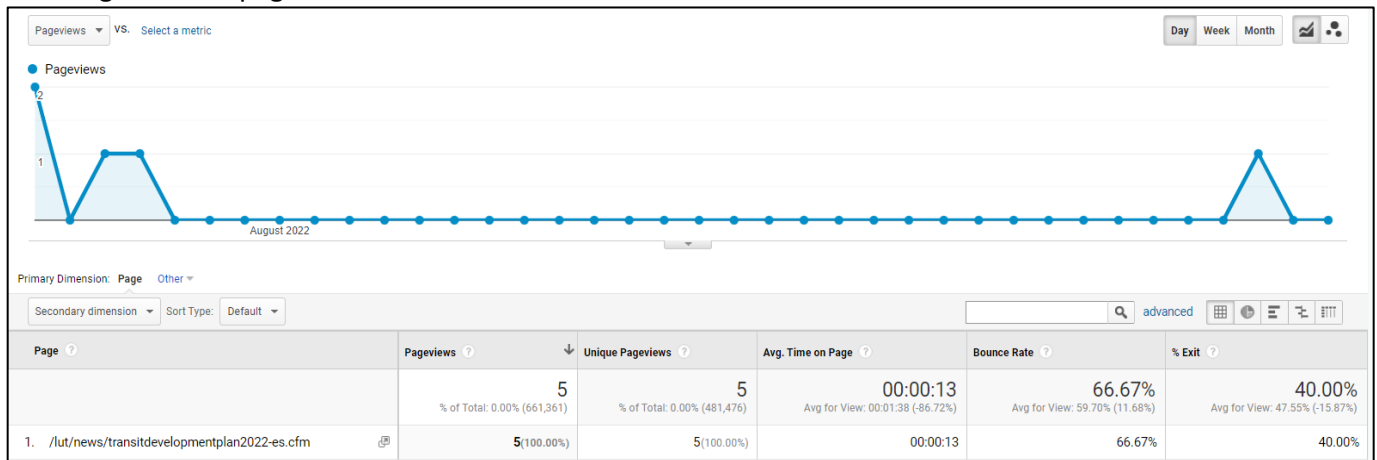 Pageviews VS. Select a metric Day Week Month
Pageviews
2
1
August 2022
Primary Dimension: Page Other
Secondary dimension Sort Type: Default advanced
Page Pageviews Unique Pageviews Avg. Time on Page Bounce Rate % Exit
5 5 00:00:13 66.67% 40.00%
% of Total: 0.00% (661,361) % of Total: 0.00% (481,476) Avg for View: 00:01:38 (-86.72%) Avg for View: 59.70% (11.68%) Avg for View: 47.55% (-15.87%)
1. /lut/news/transitdevelopmentplan2022-es.cfm 5(100.00%) 5(100.00%) 00:00:13 66.67% 40.00%